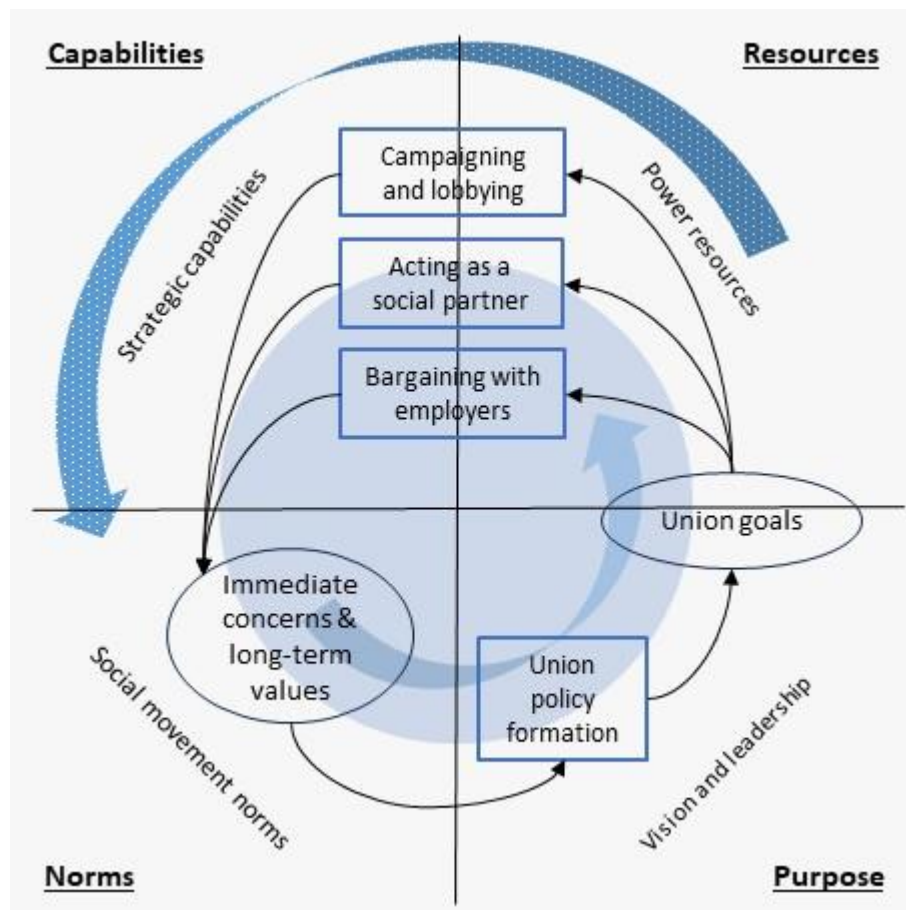 Capabilities
Resources
Campaigning
and lobbying
Strategic capabilities
Power resources
Acting as a
social partner
Bargaining with
employers
Union goals
Immediate
concerns &
long-term
values
Union
policy
formation
Social movement norms
Vision and leadership
Norms
Purpose